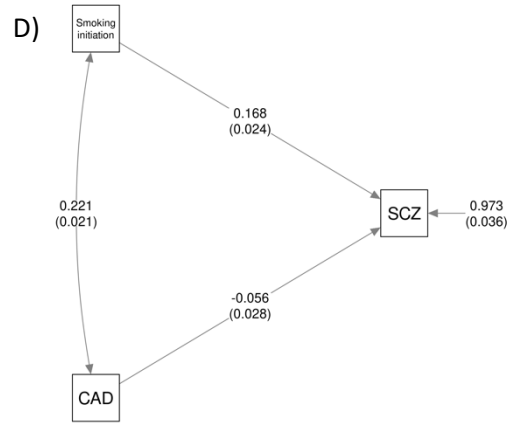 D)
Smoking
initiation
0.168
(0.024)
0.221
(0.021)
SCZ
0.973
(0.036)
-0.056
(0.028)
CAD